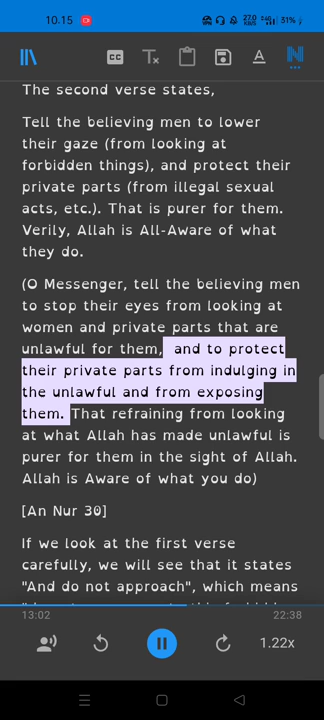 10.15
27.0 KB/S
31%
CC
T
A
N
The second verse states,
Tell the believing men to lower
their gaze (from looking at
forbidden things), and protect their
private parts (from illegal sexual
acts, etc.). That is purer for them.
Verily, Allah is All-Aware of what
they do.
(O Messenger, tell the believing men
to stop their eyes from looking at
women and private parts that are
unlawful for them, and to protect
their private parts from indulging in
the unlawful and from exposing
them. That refraining from looking
at what Allah has made unlawful is
purer for them in the sight of Allah.
Allah is Aware of what you do)
[An Nur 30]
If we look at the first verse
carefully, we will see that it states
"And do not approach", which means
13:02
22:38
1.22x